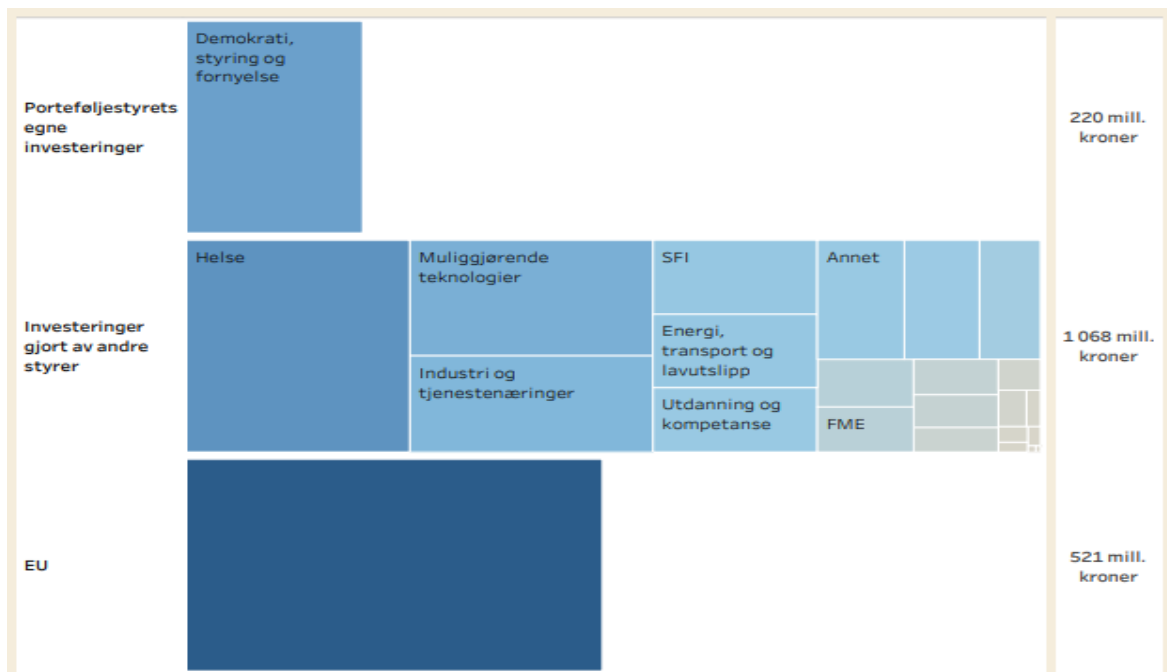 Demokrati,
styring og
fornyelse
Porteføljestyrets
egne
investeringer
220 mill.
kroner
Helse
Muliggjørende
teknologier
SFI
Annet
Investeringer
gjort av andre
styrer
Energi,
transport og
lavutslipp
1 068 mill.
kroner
Industri og
tjenestenæringer
Utdanning og
kompetanse
FME
EU
521 mill.
kroner